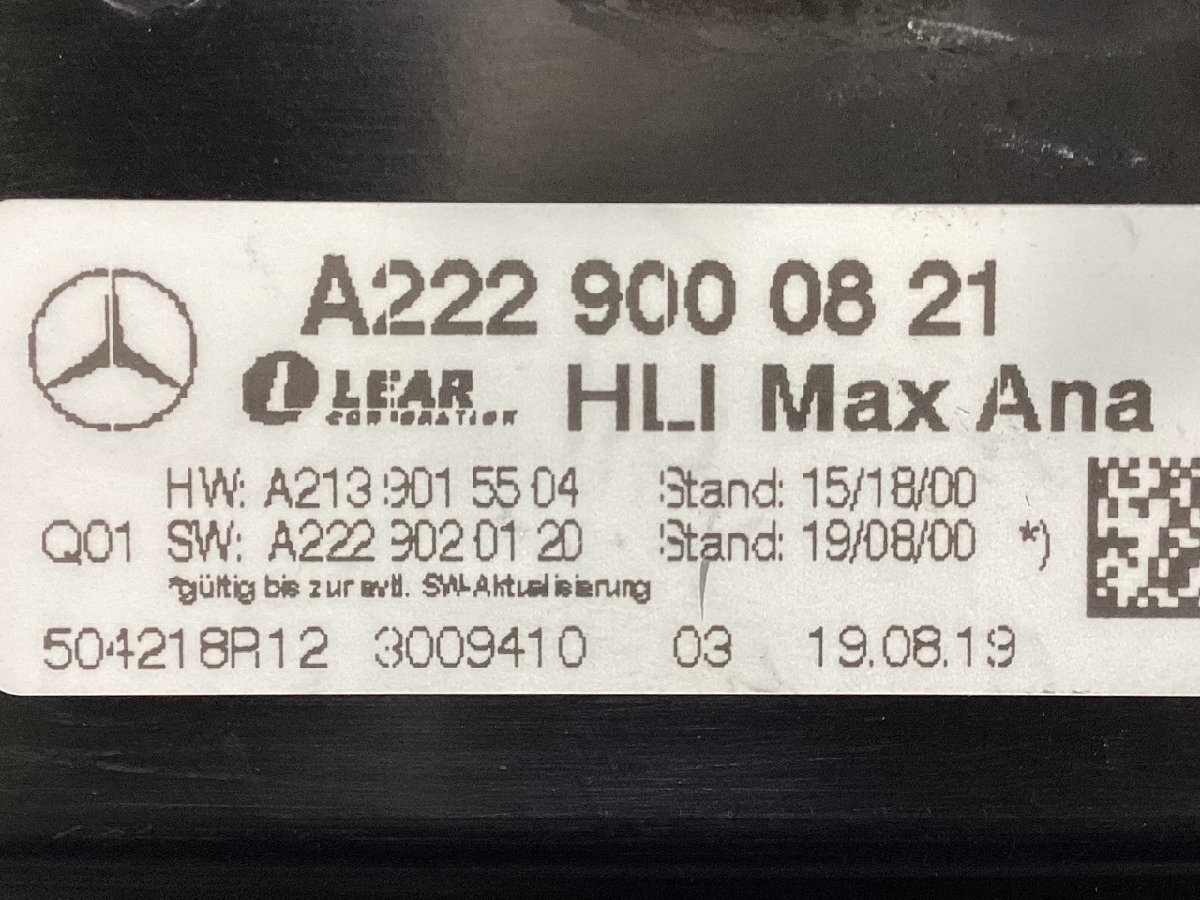 A222 900 08 21
LEAR CORPORATION HLI Max Ana
HW: A213 901 55 04 Stand: 15/18/00
Q01 SW: A222 902 01 20 Stand: 19/08/00 *)
*gültig bis zur evtl. SW-Aktualisierung
504218R12 3009410 03 19.08.19